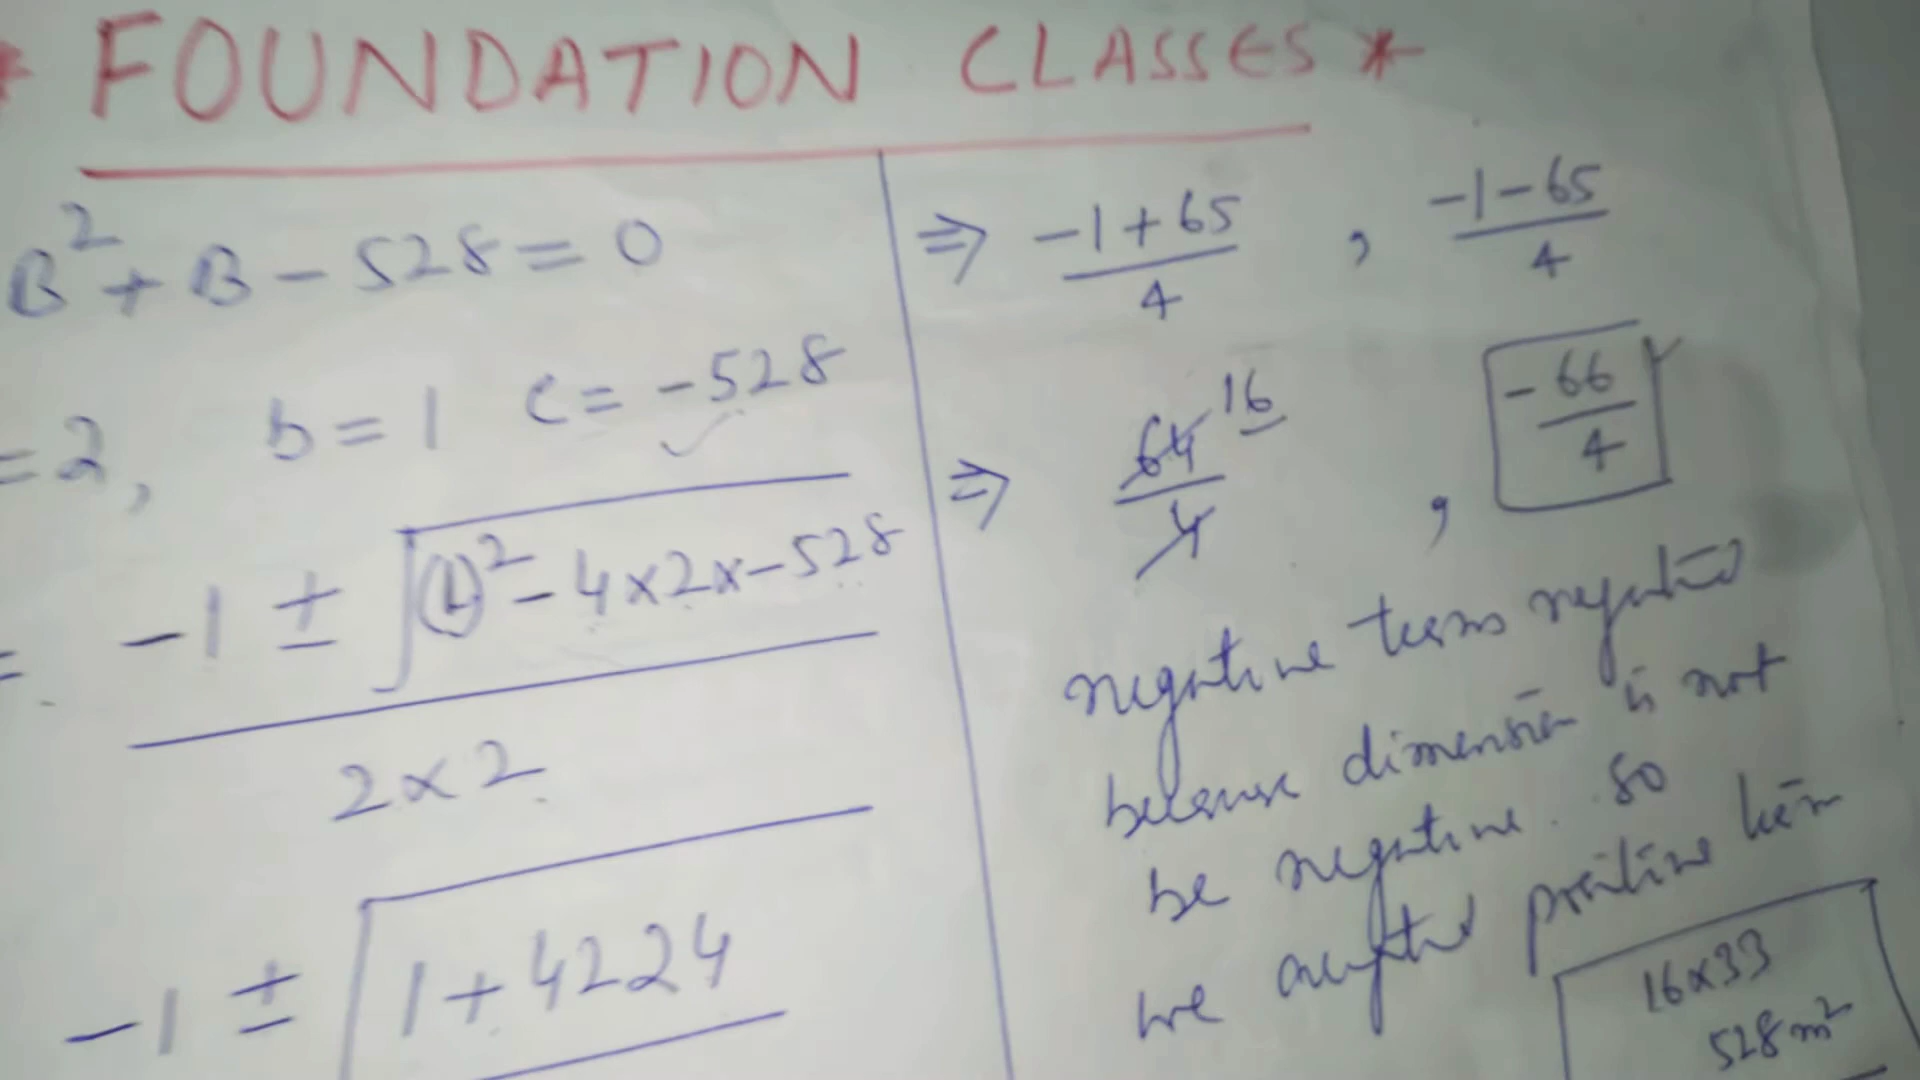 * FOUNDATION CLASSES *
B² + B - 528 = 0
= 2, b = 1 c = -528
= -1 ± √(1)² - 4×2×-528
2×2
-1 ± √1 + 4224
⇒ -1 + 65 / 4 , -1 - 65 / 4
⇒ 64 / 4 16 , -66 / 4
negative terms rejected
because dimension is not
be negative. so
we accepted positive term
16×33
528 m²